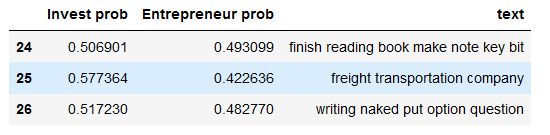 Invest prob Entrepreneur prob text
24 0.506901 0.493099 finish reading book make note key bit
25 0.577364 0.422636 freight transportation company
26 0.517230 0.482770 writing naked put option question